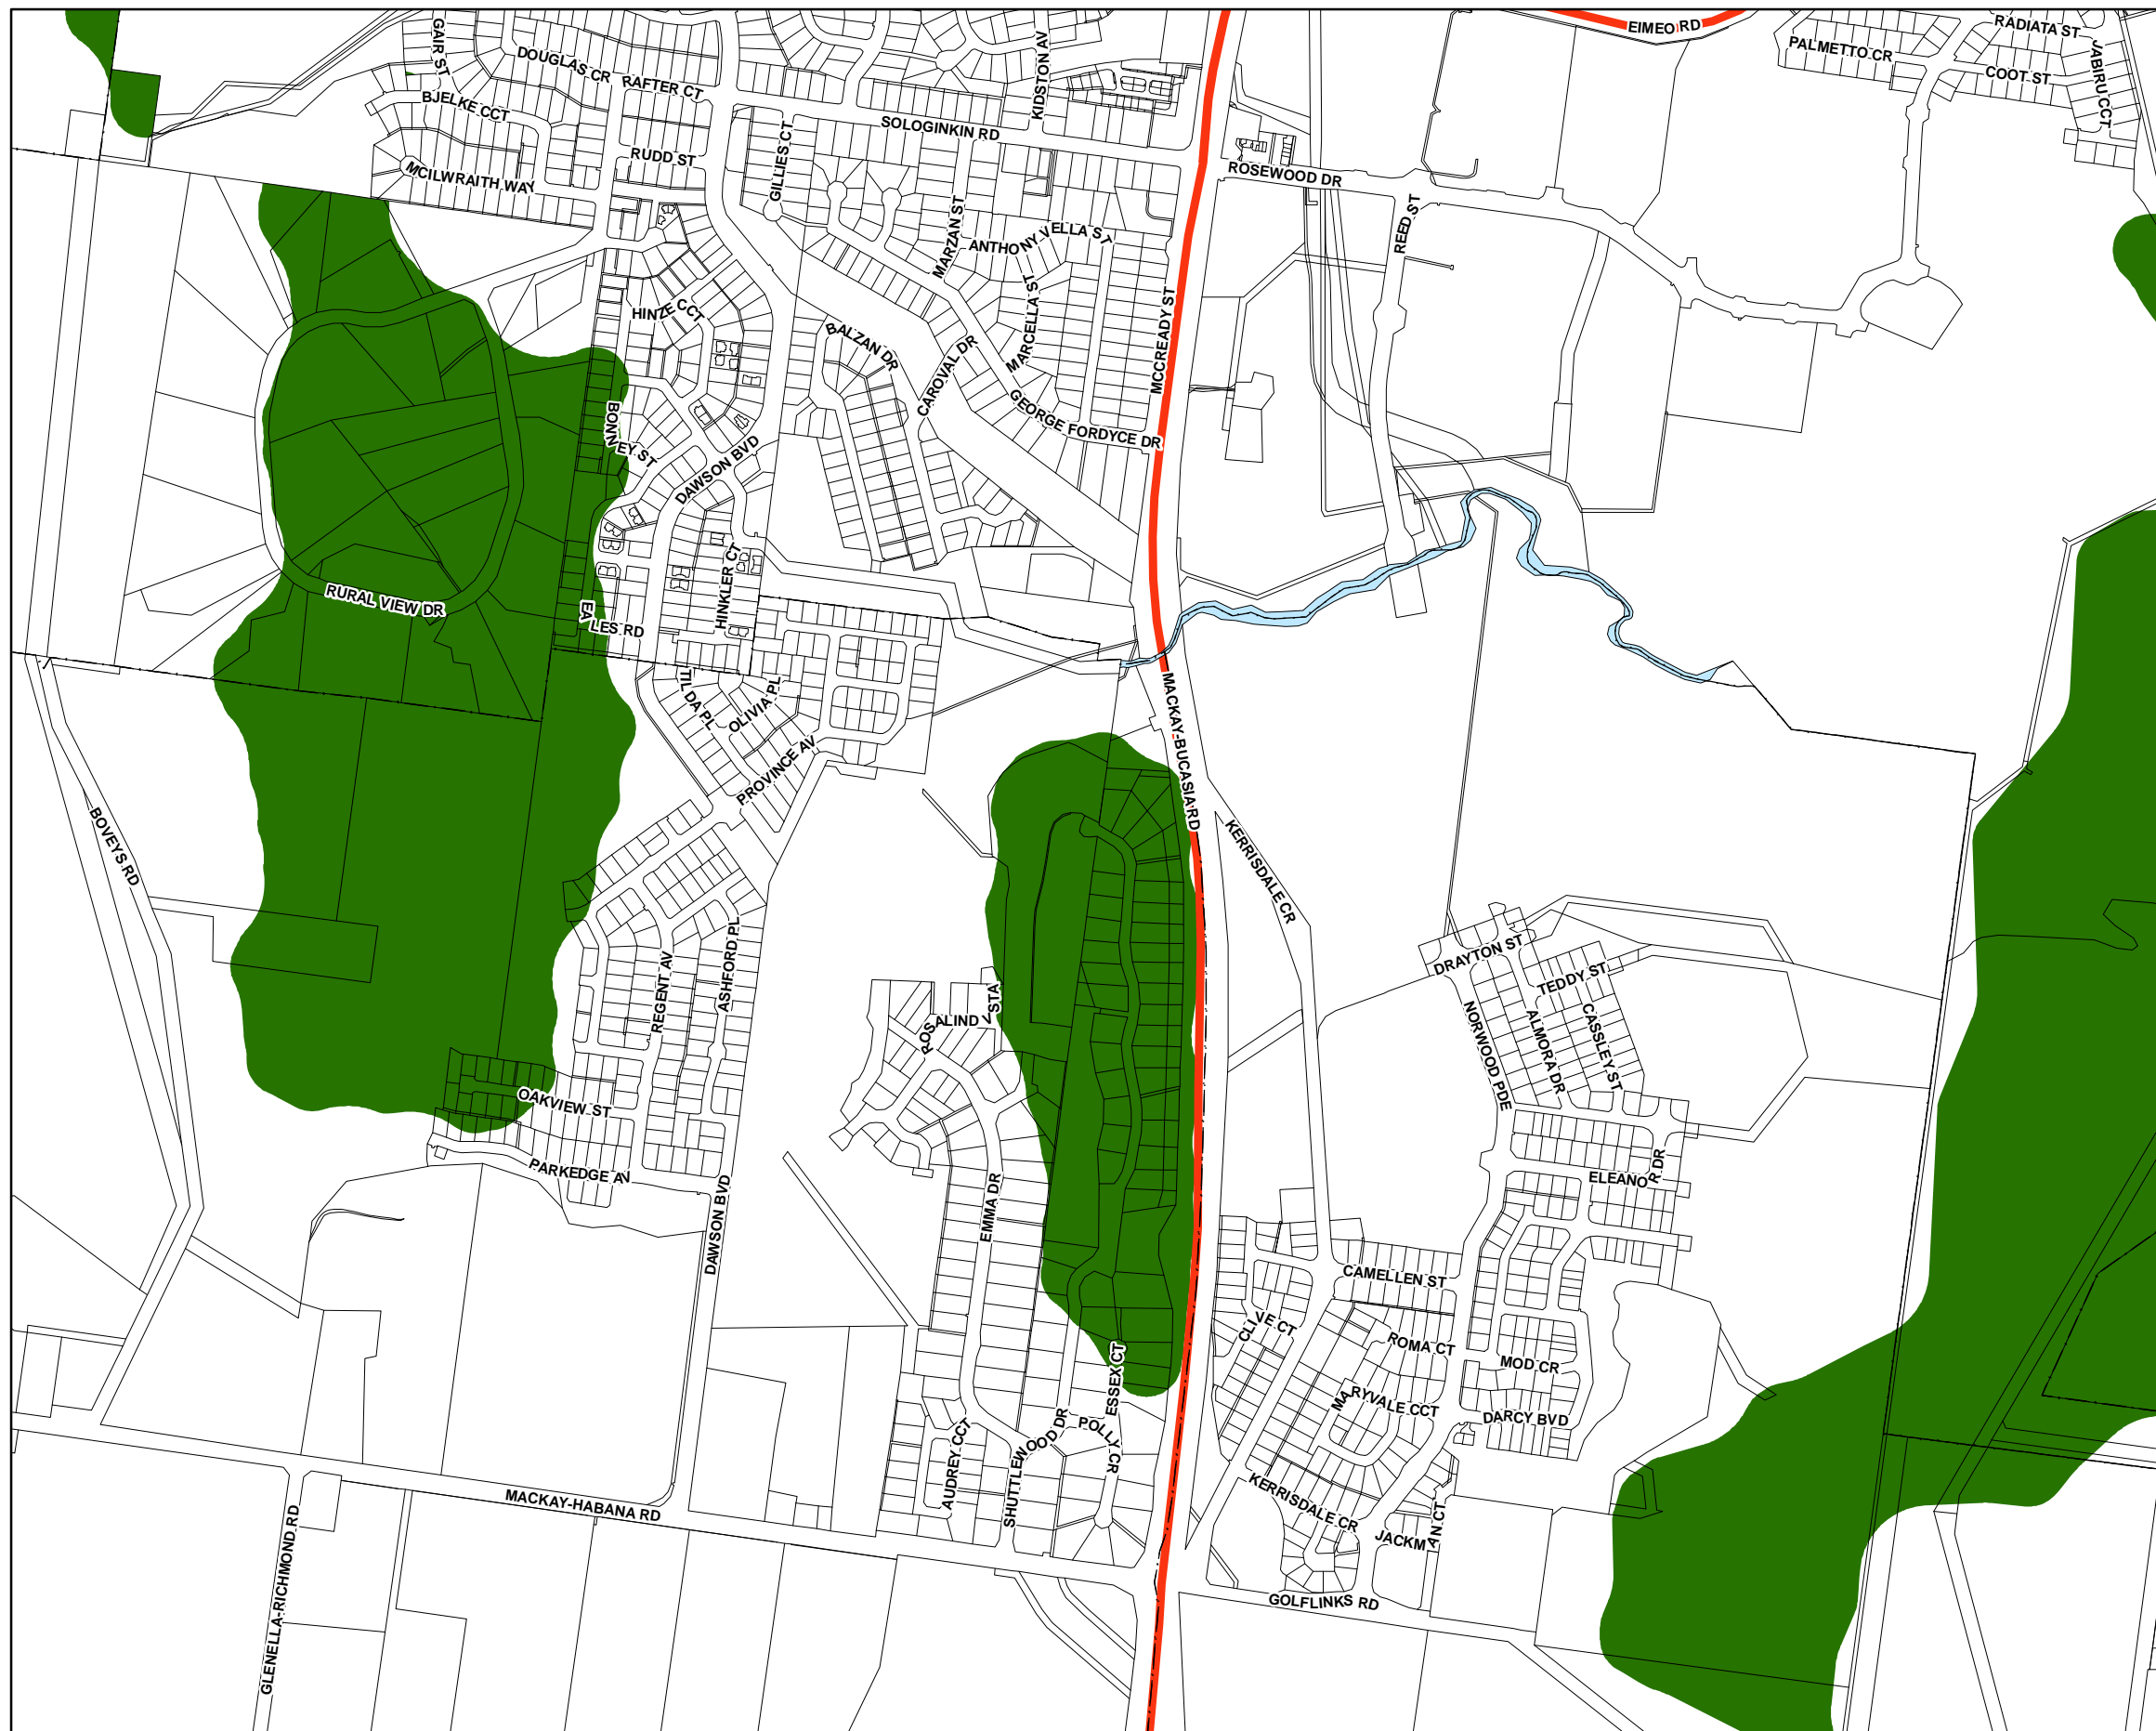 GAIR ST
DOUGLAS CR
RAFTER CT
BJELKE CCT
KIDSTON AV
EIMEO RD
RADIATA ST
PALMETTO CR
COOT ST
JABIRU CCT
SOLOGINKIN RD
RUDD ST
GILLIES CT
MCILWRAITH WAY
ROSEWOOD DR
REED ST
MARZAN ST
ANTHONY VELLA ST
MARCELLA ST
MCCREADY ST
HINZE CCT
BALZAN DR
CAROVAL DR
GEORGE FORDYCE DR
BONNEY ST
DAWSON BVD
HINKLER CT
RURAL VIEW DR
EALES RD
TILDA PL
OLIVIA PL
PROVINCE AV
MACKAY-BUCASIA RD
BOVEYS RD
KERRISDALE CR
DRAYTON ST
TEDDY ST
REGENT AV
ASHFORD PL
ROSALIND VSTA
NORWOOD PDE
ALMORA DR
CASSLEY ST
OAKVIEW ST
PARKEDGE AV
ELEANOR DR
DAWSON BVD
EMMA DR
CAMELLEN ST
CLIVE CT
ROMA CT
MOD CR
ESSEX CT
MARYVALE CCT
DARCY BVD
AUDREY CCT
SHUTTLEWOOD DR
POLLY CR
KERRISDALE CR
JACKMAN CT
MACKAY-HABANA RD
GLENELLA-RICHMOND RD
GOLFLINKS RD